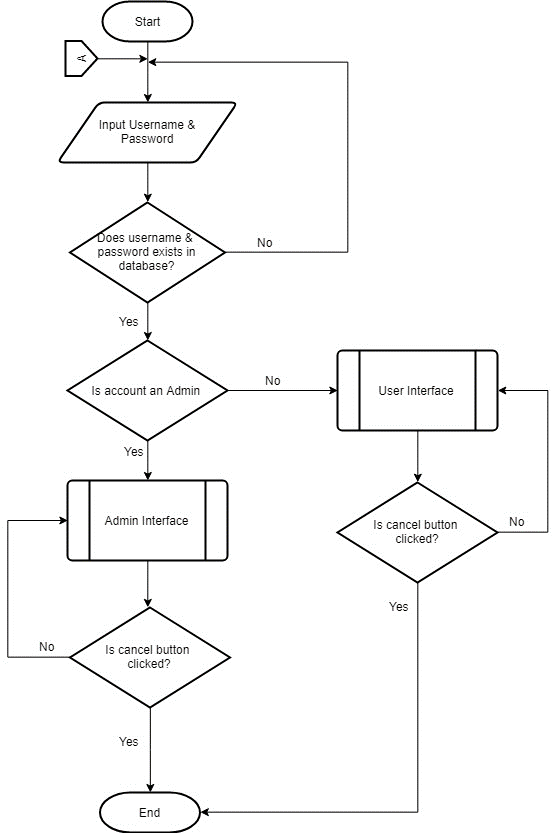 Start
A
Input Username &
Password
Does username &
password exists in
database?
No
Yes
Is account an Admin
No
User Interface
Yes
Admin Interface
Is cancel button
clicked?
No
Yes
Is cancel button
clicked?
No
Yes
End